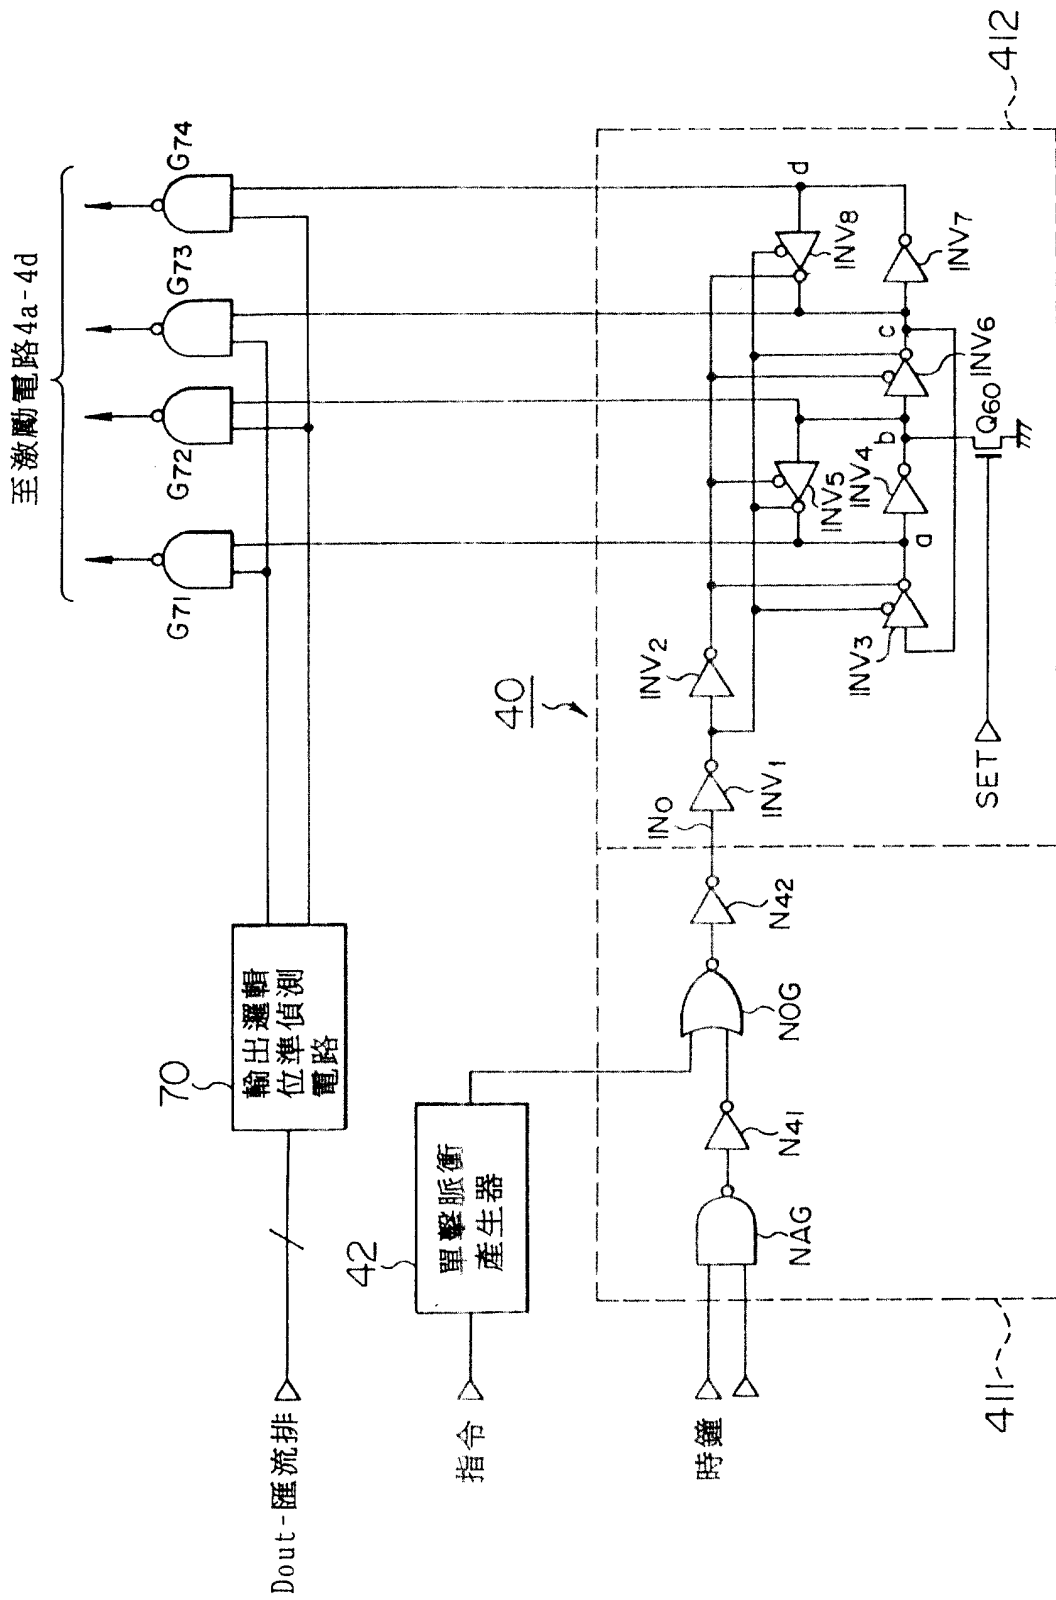 至激勵電路4a-4d
G71
G72
G73
G74
70
輸出邏輯
位準偵測
電路
Dout-匯流排
42
單擊脈衝
產生器
指令
40
時鐘
NAG
N41
NOG
N42
IN0
INV1
INV2
INV3
INV4
INV5
INV6
INV7
INV8
a
b
c
d
Q60
SET
411
412